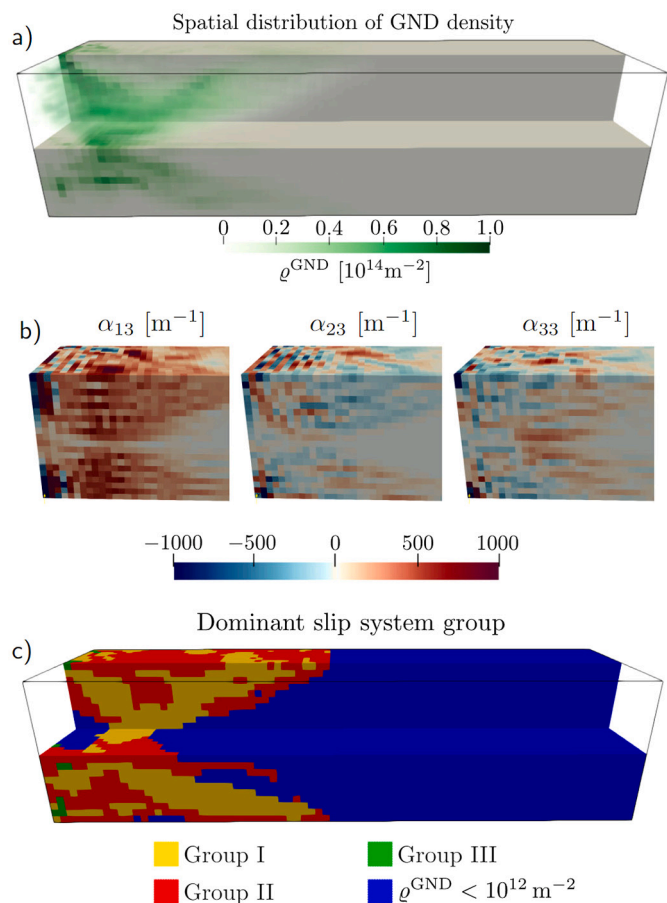 Spatial distribution of GND density
a)
0 0.2 0.4 0.6 0.8 1.0
ϱ^GND [10^14 m^−2]
b)
α_13 [m^−1] α_23 [m^−1] α_33 [m^−1]
−1000 −500 0 500 1000
Dominant slip system group
c)
Group I Group III
Group II ϱ^GND < 10^12 m^−2